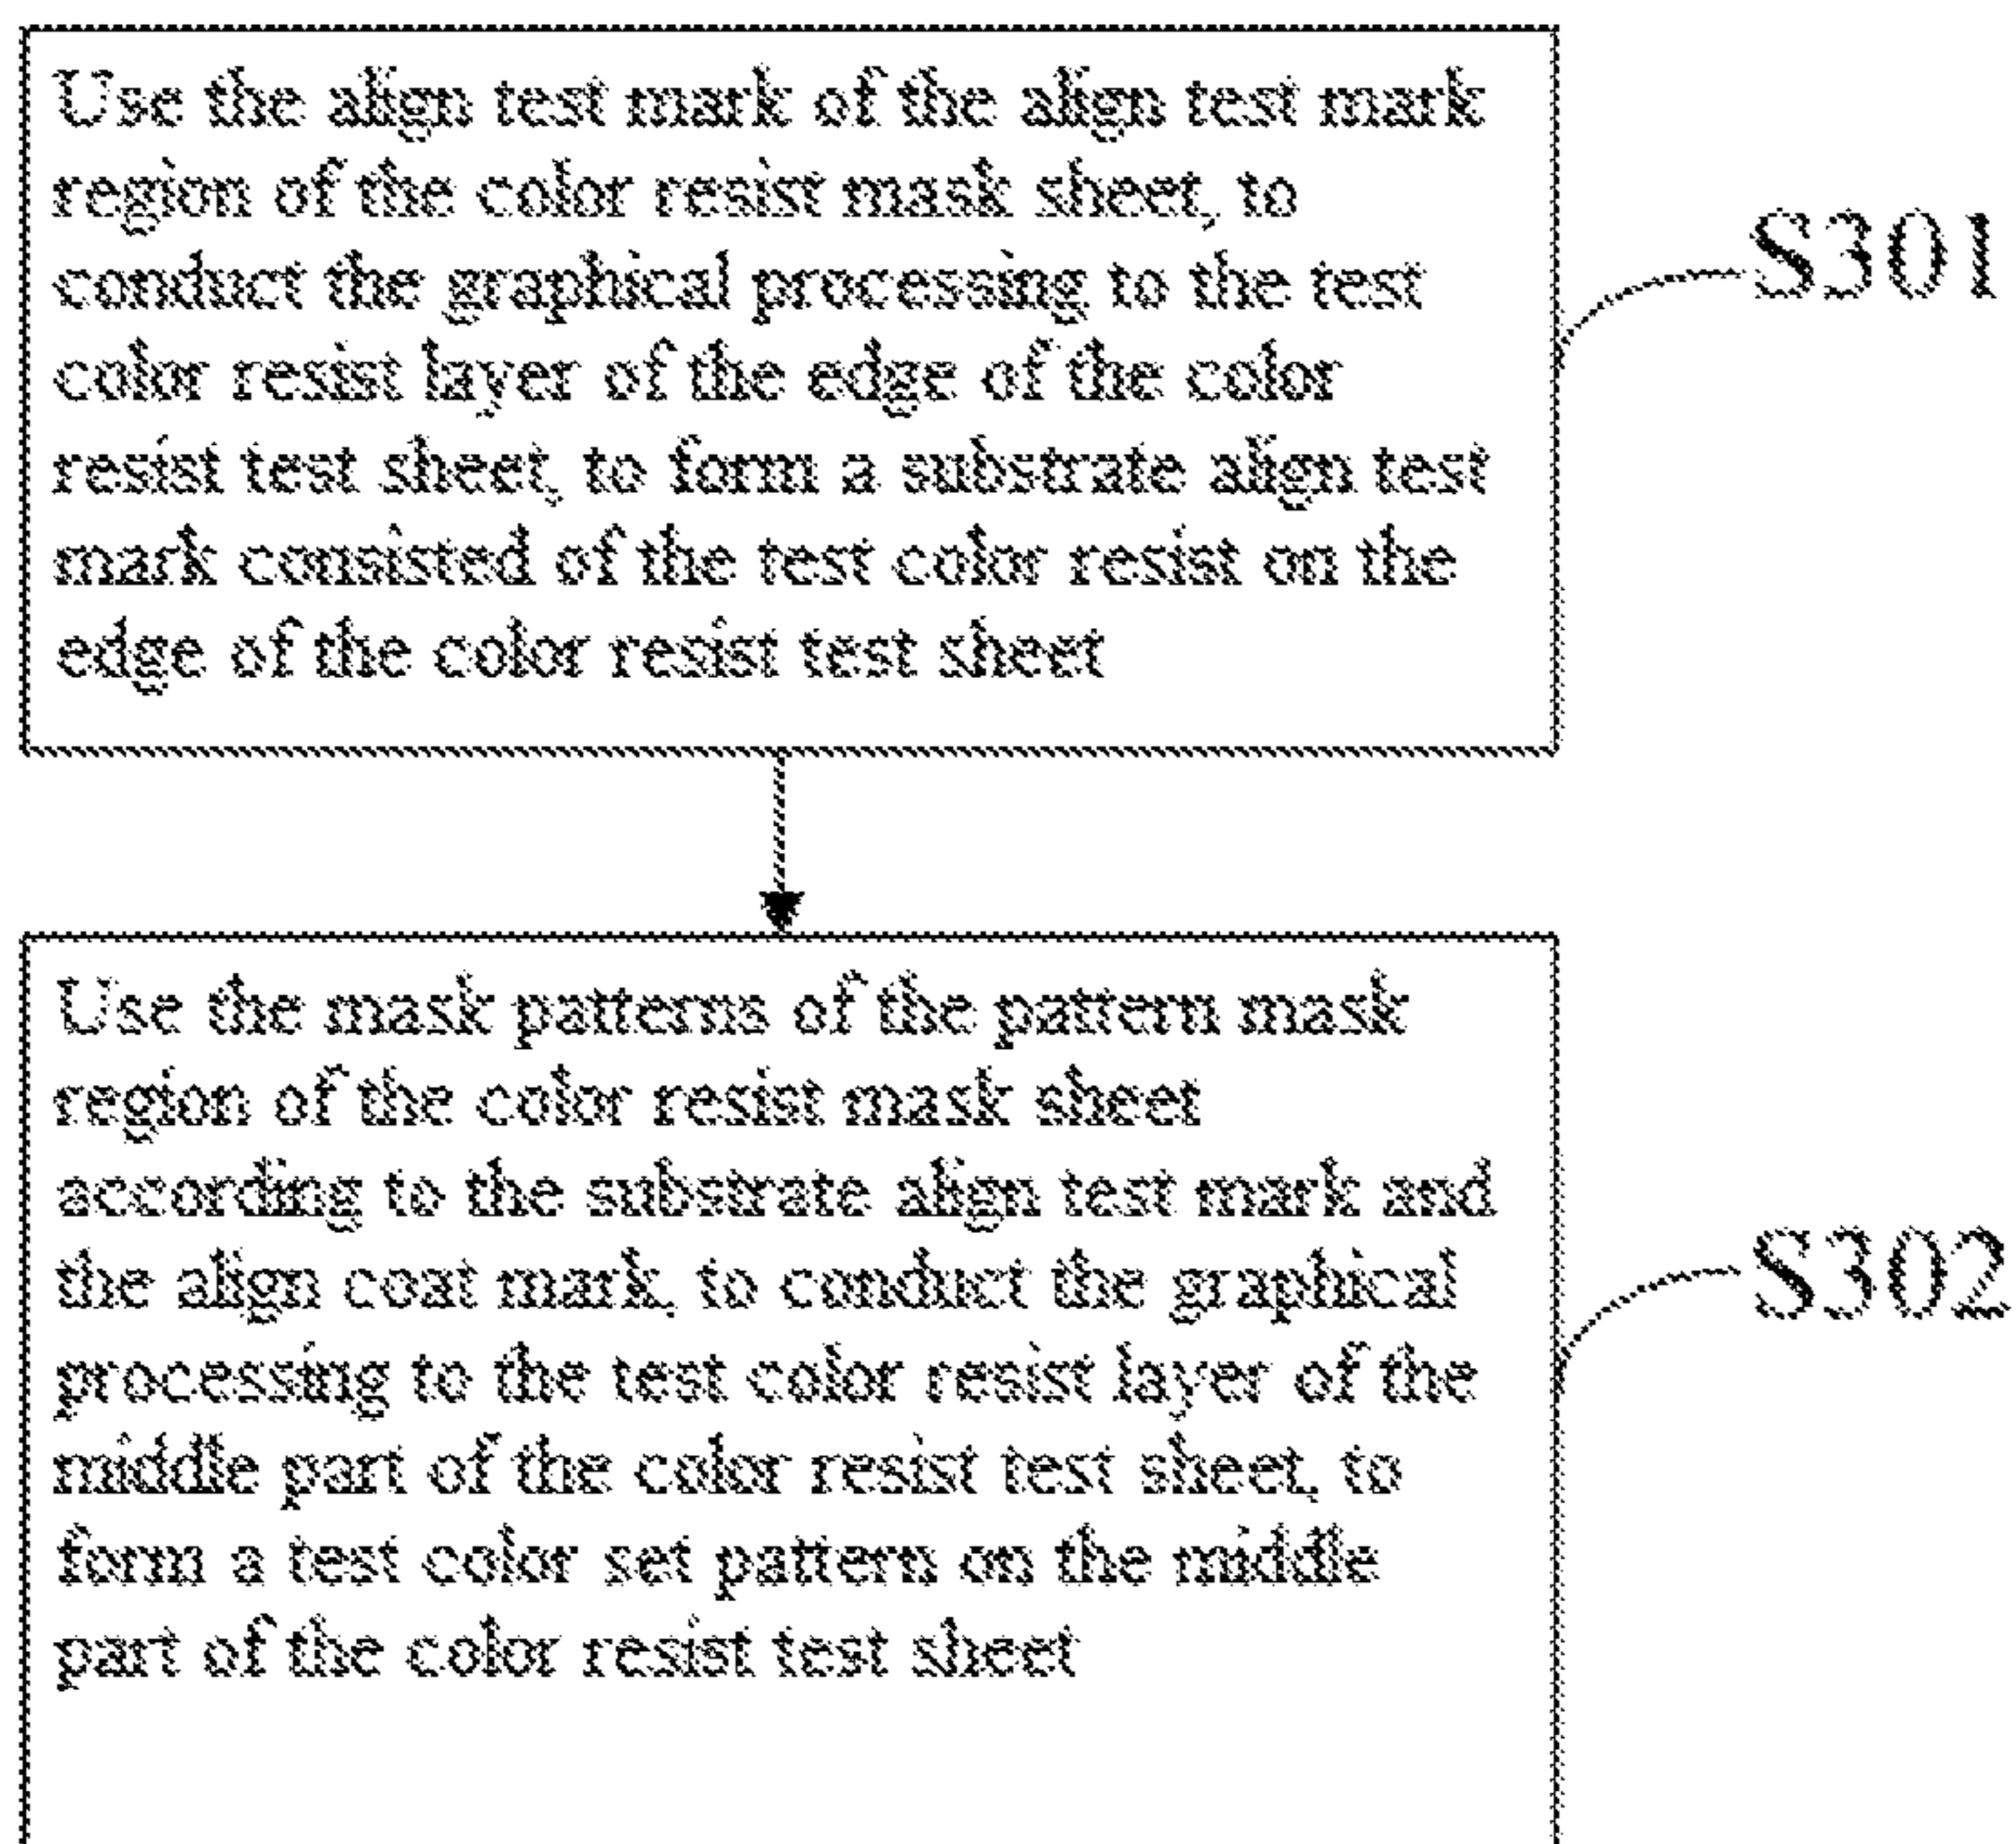 Use the align test mark of the align test mark
region of the color resist mask sheet, to
conduct the graphical processing to the test
color resist layer of the edge of the color
resist test sheet, to form a substrate align test
mark consisted of the test color resist on the
edge of the color resist test sheet
S301
Use the mask patterns of the pattern mask
region of the color resist mask sheet
according to the substrate align test mark and
the align coat mark, to conduct the graphical
processing to the test color resist layer of the
middle part of the color resist test sheet, to
form a test color set pattern on the middle
part of the color resist test sheet
S302